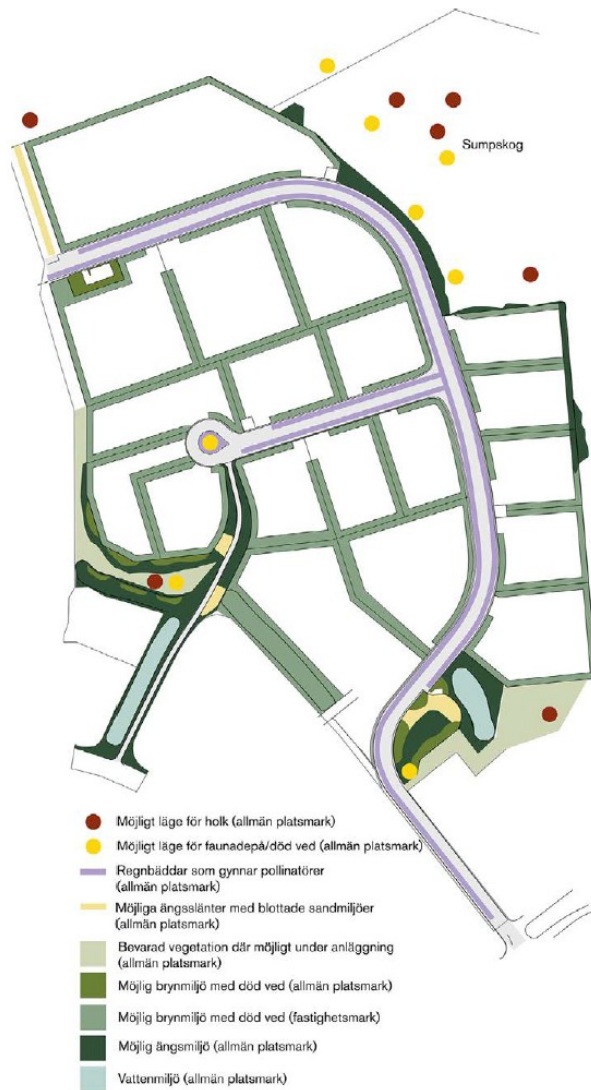 Sumpskog
Möjligt läge för holk (allmän platsmark)
Möjligt läge för faunadepå/död ved (allmän platsmark)
Regnbäddar som gynnar pollinatörer
(allmän platsmark)
Möjliga ängsslänter med blottade sandmiljöer
(allmän platsmark)
Bevarad vegetation där möjligt under anläggning
(allmän platsmark)
Möjlig brynmiljö med död ved (allmän platsmark)
Möjlig brynmiljö med död ved (fastighetsmark)
Möjlig ängsmiljö (allmän platsmark)
Vattenmiljö (allmän platsmark)